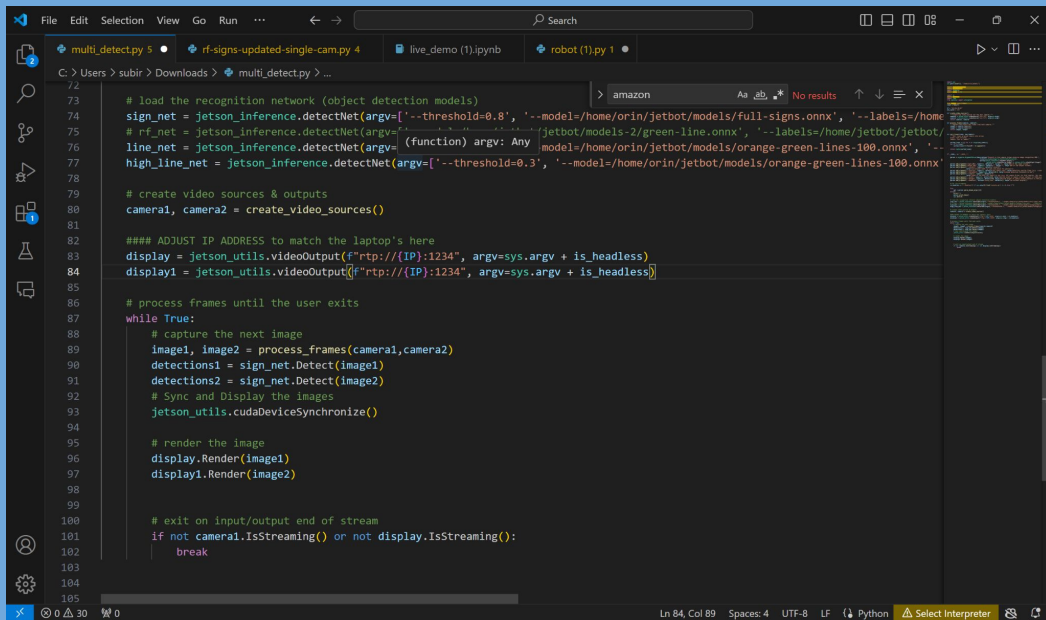 File Edit Selection View Go Run ··· Search
multi_detect.py 5 rf-signs-updated-single-cam.py 4 live_demo (1).ipynb robot (1).py 1
C: > Users > subir > Downloads > multi_detect.py > ...
amazon Aa ab .* No results
72
73 # load the recognition network (object detection models)
74 sign_net = jetson_inference.detectNet(argv=['--threshold=0.8', '--model=/home/orin/jetbot/models/full-signs.onnx', '--labels=/home
75 # rf_net = jetson_inference.detectNet(argv=['--model=/home/jetson/jetbot/models-2/green-line.onnx', '--labels=/home/jetbot/jetbot/
(function) argv: Any
76 line_net = jetson_inference.detectNet(argv= model=/home/orin/jetbot/models/orange-green-lines-100.onnx', '--
77 high_line_net = jetson_inference.detectNet(argv=['--threshold=0.3', '--model=/home/orin/jetbot/models/orange-green-lines-100.onnx'
78
79 # create video sources & outputs
80 camera1, camera2 = create_video_sources()
81
82 #### ADJUST IP ADDRESS to match the laptop's here
83 display = jetson_utils.videoOutput(f"rtp://{IP}:1234", argv=sys.argv + is_headless)
84 display1 = jetson_utils.videoOutput(f"rtp://{IP}:1234", argv=sys.argv + is_headless)
85
86 # process frames until the user exits
87 while True:
88 # capture the next image
89 image1, image2 = process_frames(camera1,camera2)
90 detections1 = sign_net.Detect(image1)
91 detections2 = sign_net.Detect(image2)
92 # Sync and Display the images
93 jetson_utils.cudaDeviceSynchronize()
94
95 # render the image
96 display.Render(image1)
97 display1.Render(image2)
98
99
100 # exit on input/output end of stream
101 if not camera1.IsStreaming() or not display.IsStreaming():
102 break
103
104
105
2
1
0 30 0 Ln 84, Col 89 Spaces: 4 UTF-8 LF Python Select Interpreter